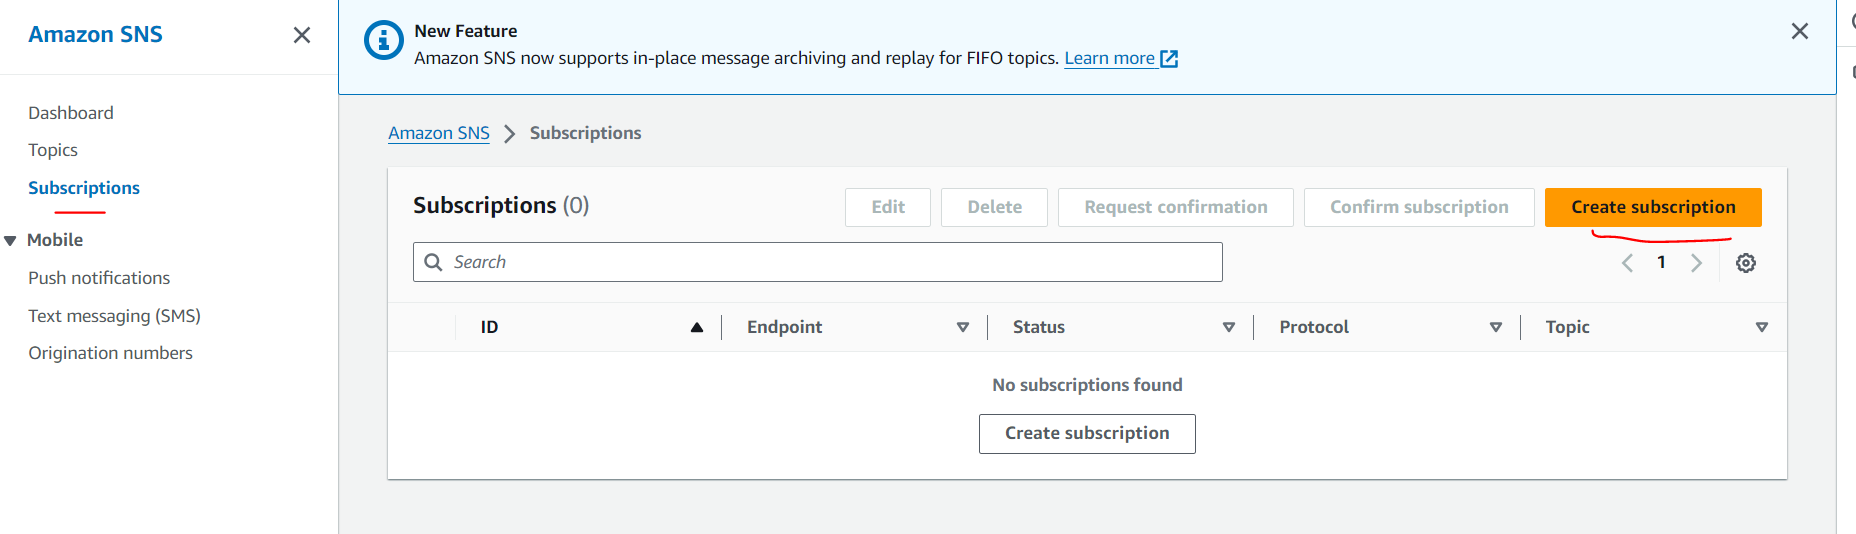 Amazon SNS
Dashboard
Topics
Subscriptions
Mobile
Push notifications
Text messaging (SMS)
Origination numbers
New Feature
Amazon SNS now supports in-place message archiving and replay for FIFO topics. Learn more
Amazon SNS > Subscriptions
Subscriptions (0) Edit Delete Request confirmation Confirm subscription Create subscription
Search 1
ID Endpoint Status Protocol Topic
No subscriptions found
Create subscription